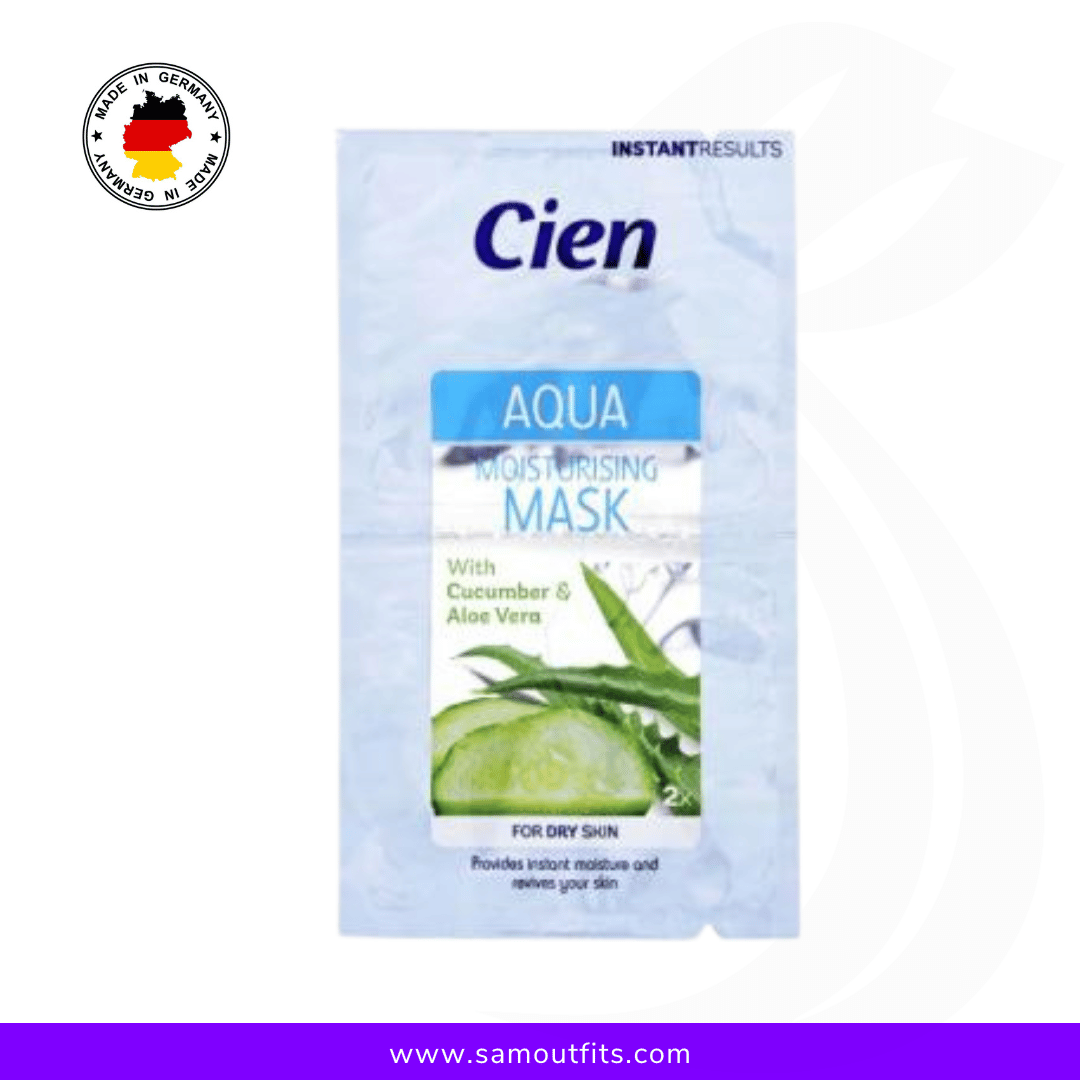 MADE IN GERMANY
MADE IN GERMANY
INSTANTRESULTS
Cien
AQUA
MOISTURISING
MASK
With
Cucumber &
Aloe Vera
2x
FOR DRY SKIN
Provides instant moisture and
revives your skin
www.samoutfits.com